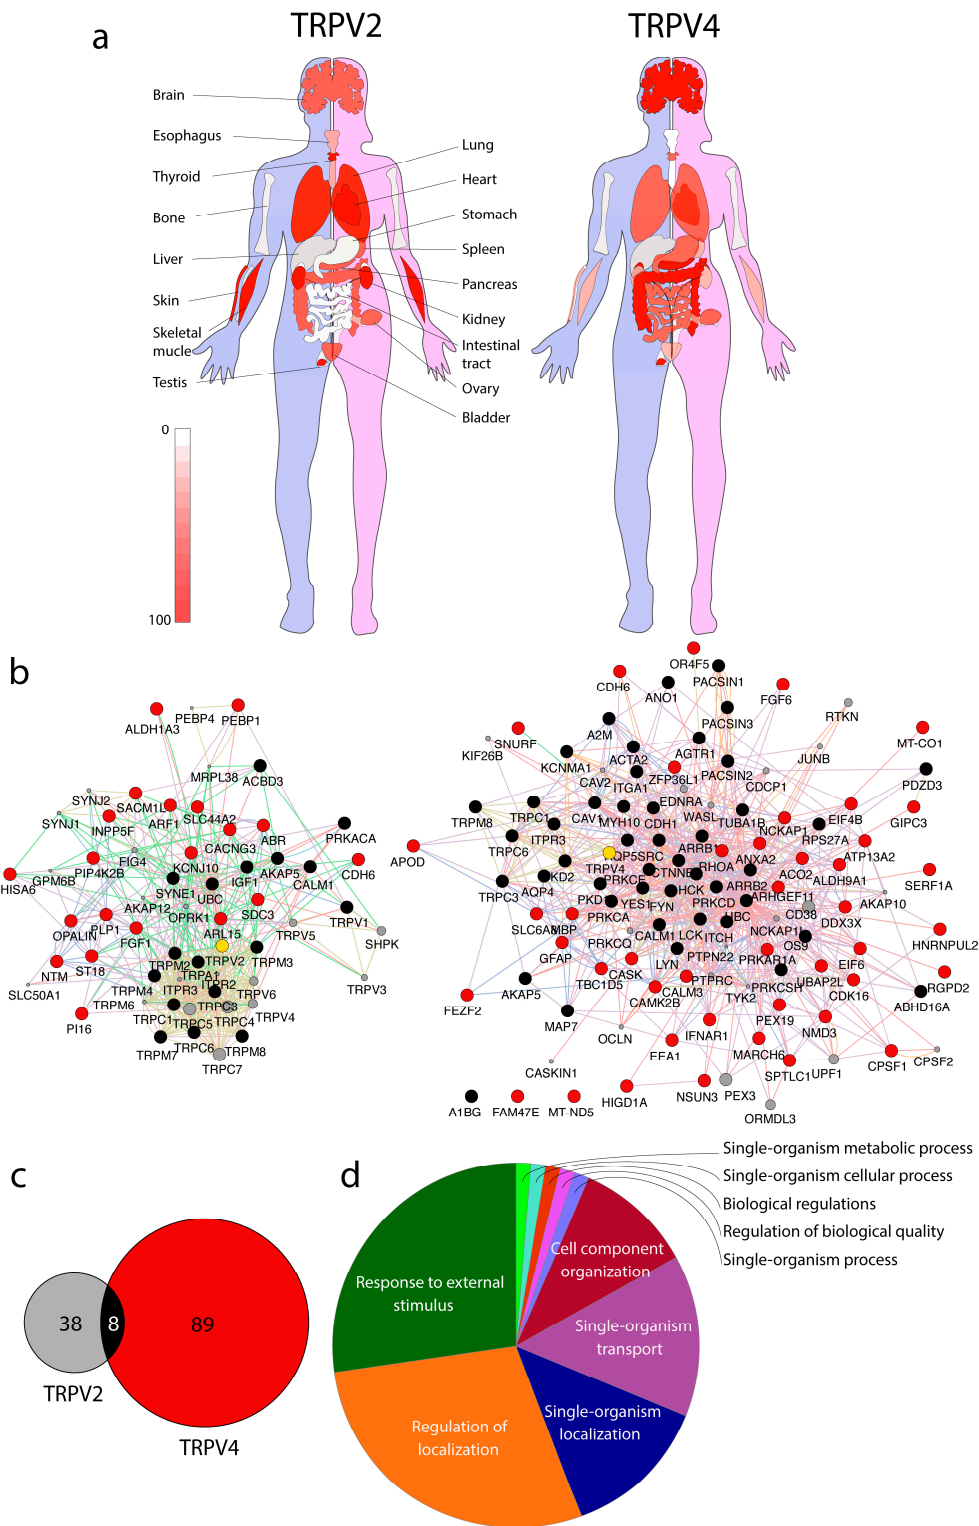 TRPV2
TRPV4
a
Brain
Esophagus
Thyroid
Bone
Liver
Skin
Skeletal
mucle
Testis
Lung
Heart
Stomach
Spleen
Pancreas
Kidney
Intestinal
tract
Ovary
Bladder
0
100
b
ALDH1A3
PEBP4
PEBP1
MRPL38
ACBD3
SYNJ2
SACM1L
SYNJ1
INPP5F
ARF1
SLC44A2
ABR
PRKACA
CACNG3
FIG4
KCNJ10
HISA6
GPM6B
PIP4K2B
SYNE1
IGF1
AKAP5
CALM1
CDH6
UBC
AKAP12
OPRK1
SDC3
TRPV1
OPALIN
PLP1
FGF1
ARL15
TRPV5
SHPK
NTM
ST18
TRPM2
TRPV2
TRPM3
TRPA1
TRPV3
SLC50A1
TRPM4
ITPR3
ITPR2
TRPV6
TRPM6
TRPC3
TRPV4
PI16
TRPC1
TRPC5
TRPC4
TRPM7
TRPC6
TRPM8
TRPC7
OR4F5
PACSIN1
CDH6
ANO1
FGF6
RTKN
SNURF
A2M
PACSIN3
KIF26B
ACTA2
AGTR1
JUNB
MT-CO1
KCNMA1
CAV2
ITGA1
ZFP36L1
PACSIN2
PDZD3
EDNRA
CDCP1
TRPM8
TRPC1
CAV1
MYH10
CDH1
WASL
TUBA1B
NCKAP1
EIF4B
GIPC3
TRPC6
ITPR3
ARRB1
RPS27A
APOD
TRPV4
QP5
SRC
RHOA
ANXA2
ATP13A2
TRPC3
AQP4
KD2
PRKCE
CTNNB
ACO2
ALDH9A1
SERF1A
PKD1
YES1
FYN
HCK
ARRB2
ARHGEF11
AKAP10
PRKCD
SLC6A
MBP
PRKCA
CALM1
LCK
UBC
CD38
DDX3X
ITCH
NCKAP1L
HNRNPUL2
GFAP
PRKCQ
LYN
PTPN22
OS9
TBC1D5
CASK
PRKAR1A
EIF6
AKAP5
PTPRC
PRKCSH
UBAP2L
RGPD2
FEZF2
CAMK2B
CALM3
TYK2
CDK16
ABHD16A
MAP7
PEX19
OCLN
IFNAR1
NMD3
CASKIN1
FFA1
MARCH6
CPSF2
SPTLC1
UPF1
CPSF1
A1BG
FAM47E
MT-ND5
HIGD1A
NSUN3
PEX3
ORMDL3
c
38
8
89
TRPV2
TRPV4
d
Single-organism metabolic process
Single-organism cellular process
Biological regulations
Regulation of biological quality
Single-organism process
Cell component
organization
Response to external
stimulus
Single-organism
transport
Single-organism
localization
Regulation of
localization